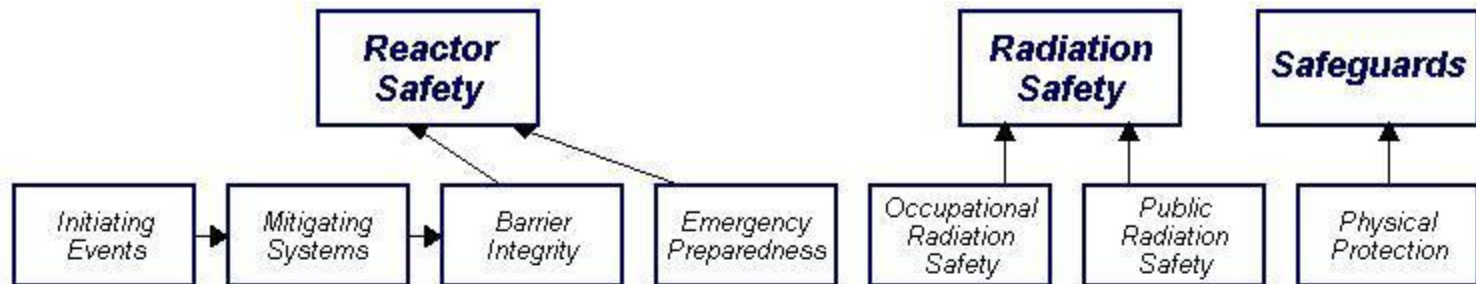 Reactor
Safety
Radiation
Safety
Safeguards
Initiating
Events
Mitigating
Systems
Barrier
Integrity
Emergency
Preparedness
Occupational
Radiation
Safety
Public
Radiation
Safety
Physical
Protection